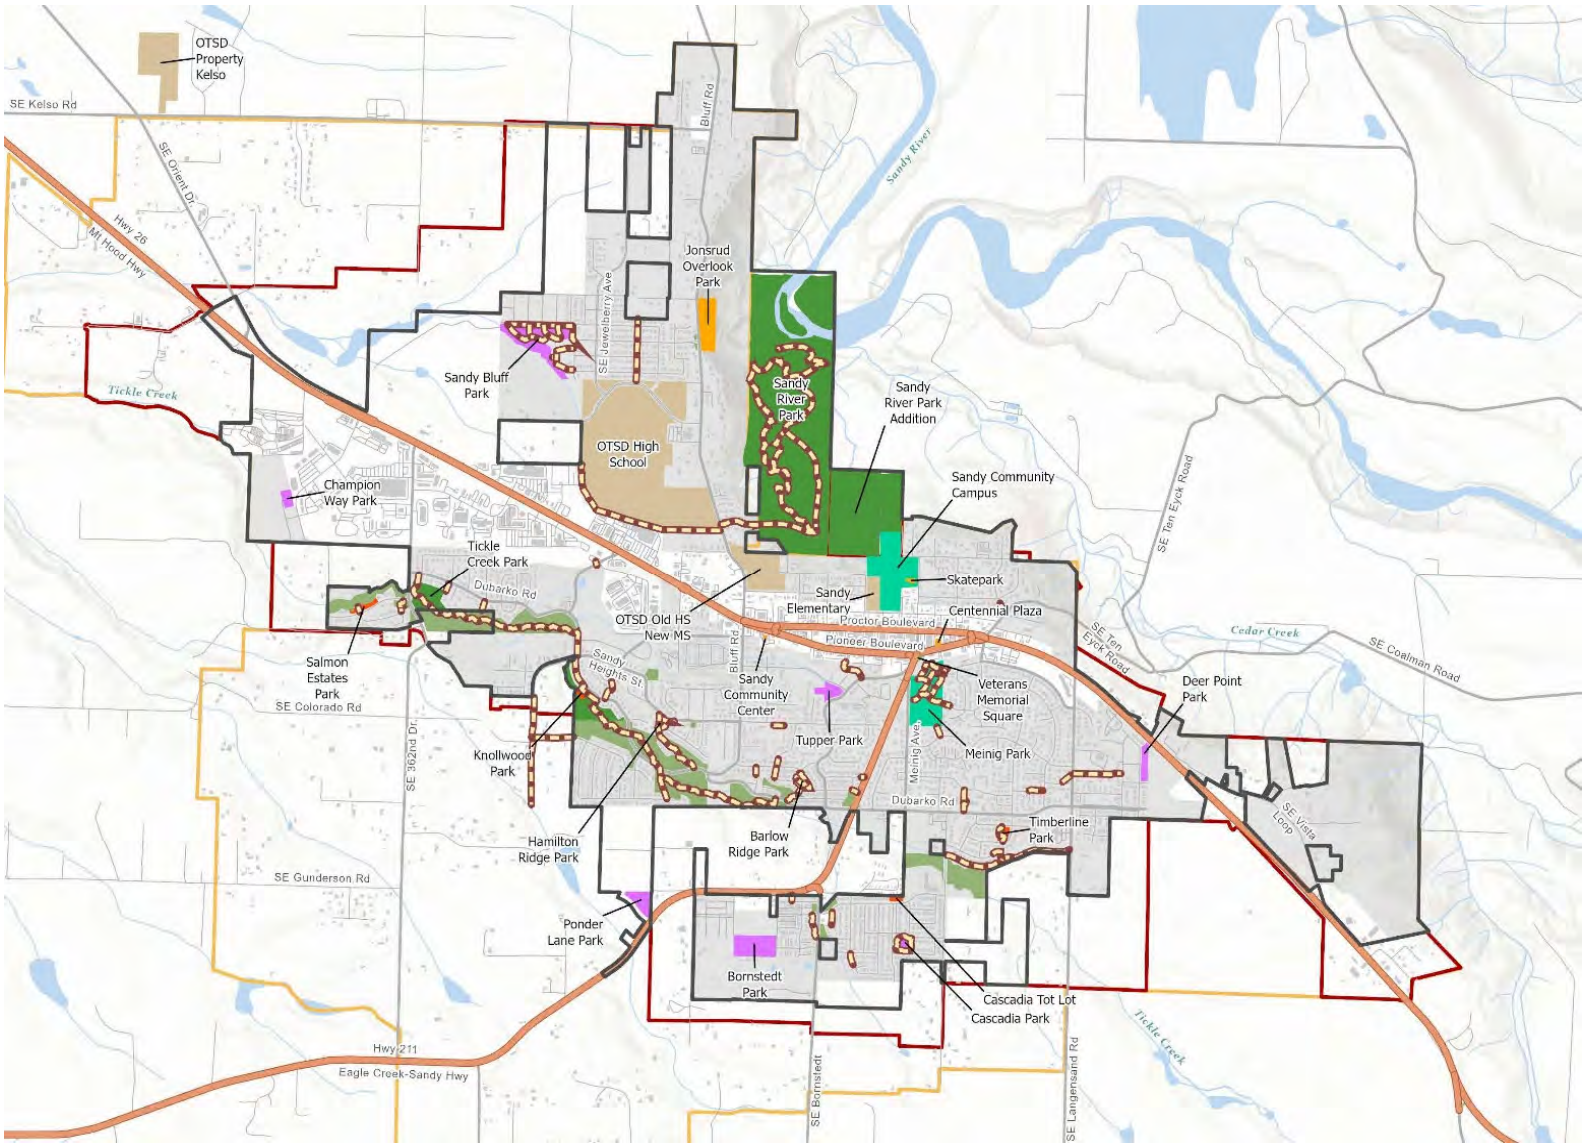 OTSD
Property
Kelso
SE Kelso Rd
Bluff Rd
SE Orient Dr.
Sandy River
Hwy 26
Mt Hood Hwy
Jonsrud
Overlook
Park
SE Jewelberry Ave
Sandy Bluff
Park
Tickle Creek
Sandy
River
Park
Sandy
River Park
Addition
OTSD High
School
Sandy Community
Campus
Champion
Way Park
SE Ten Eyck Road
Tickle
Creek Park
Dubarko Rd
Skatepark
Sandy
Elementary
Centennial Plaza
OTSD Old HS
New MS
Proctor Boulevard
Pioneer Boulevard
Bluff Rd
SE Ten
Eyck Road
Cedar Creek
SE Coalman Road
Salmon
Estates
Park
Sandy
Heights St.
Sandy
Community
Center
Veterans
Memorial
Square
Deer Point
Park
SE Colorado Rd
SE 362nd Dr.
Knollwood
Park
Tupper Park
Meinig Ave.
Meinig Park
Dubarko Rd
SE Vista
Loop
Hamilton
Ridge Park
Barlow
Ridge Park
Timberline
Park
SE Gunderson Rd
Ponder
Lane Park
Bornstedt
Park
Cascadia Tot Lot
Cascadia Park
Tickle Creek
Hwy 211
Eagle Creek-Sandy Hwy
SE Bornstedt
SE Langensand Rd